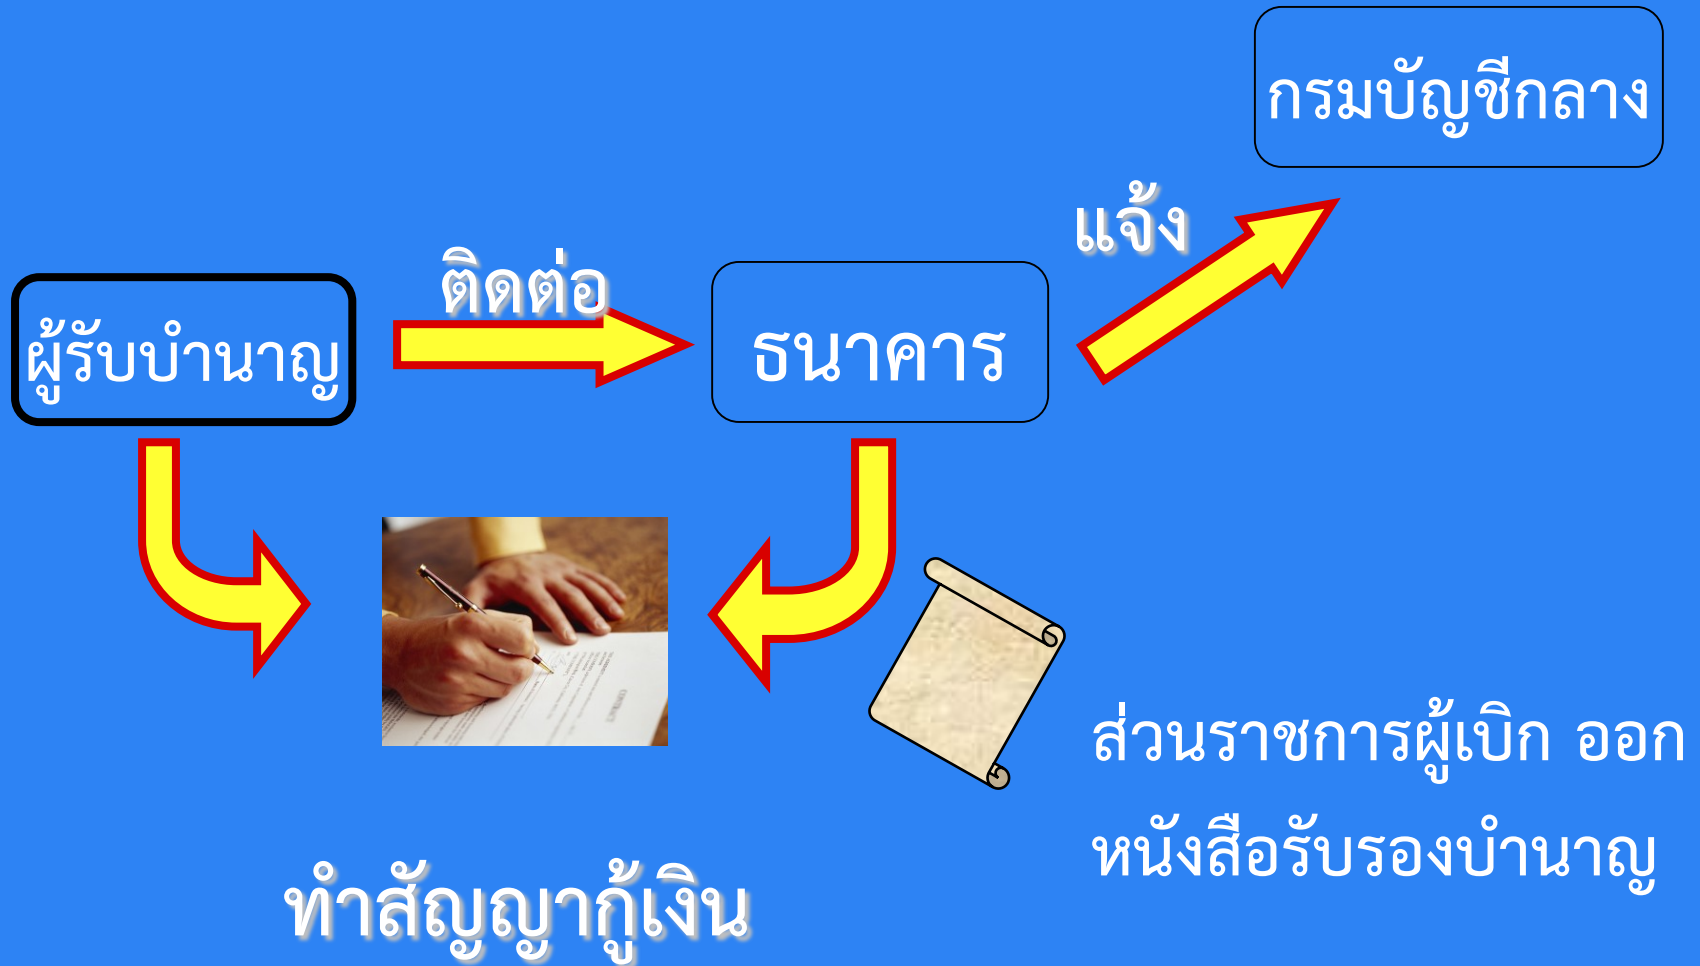 กรมบัญชีกลาง
แจ้ง
ติดต่อ
ผู้รับบำนาญ
ธนาคาร
ส่วนราชการผู้เบิก ออก
หนังสือรับรองบำนาญ
ทำสัญญากู้เงิน